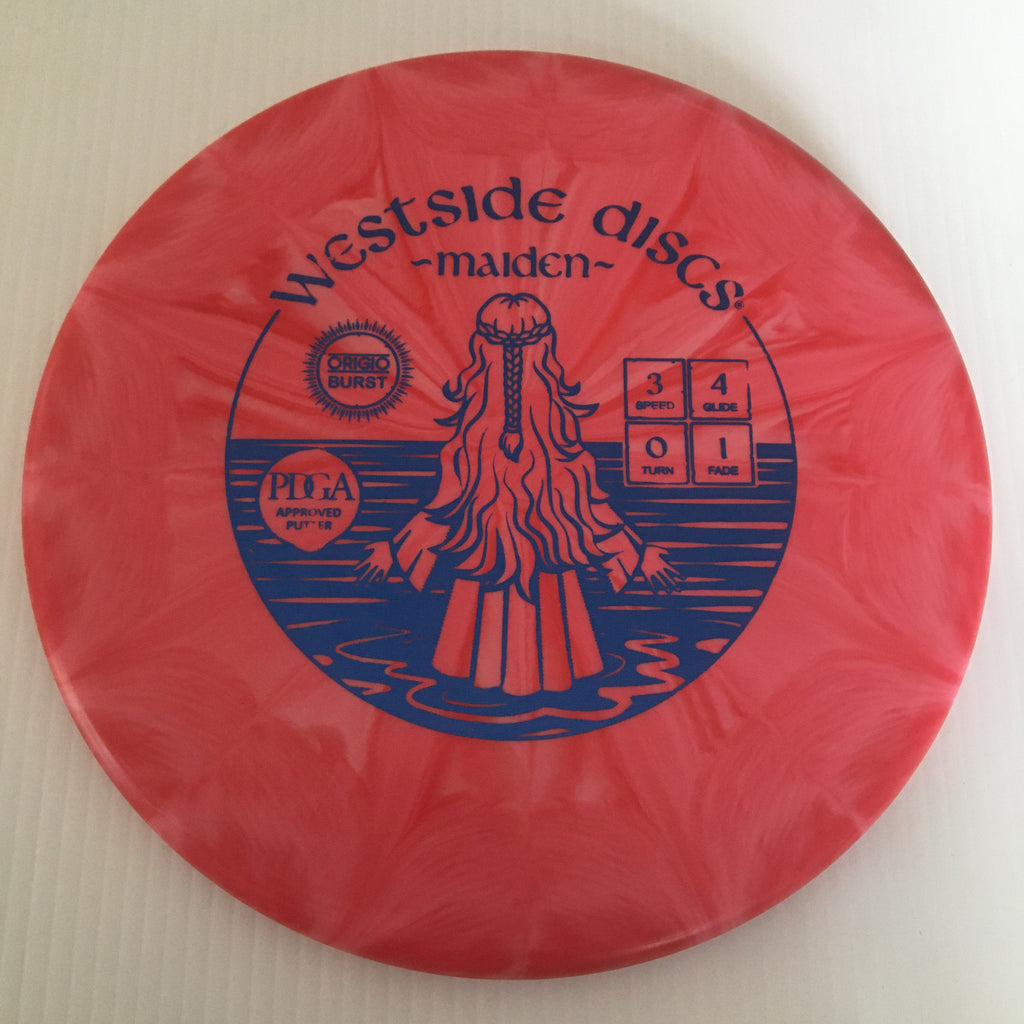 westside discs®
~maiden~
ORIGIO
BURST
3 4
SPEED GLIDE
0 1
TURN FADE
PDGA
APPROVED
PUTTER